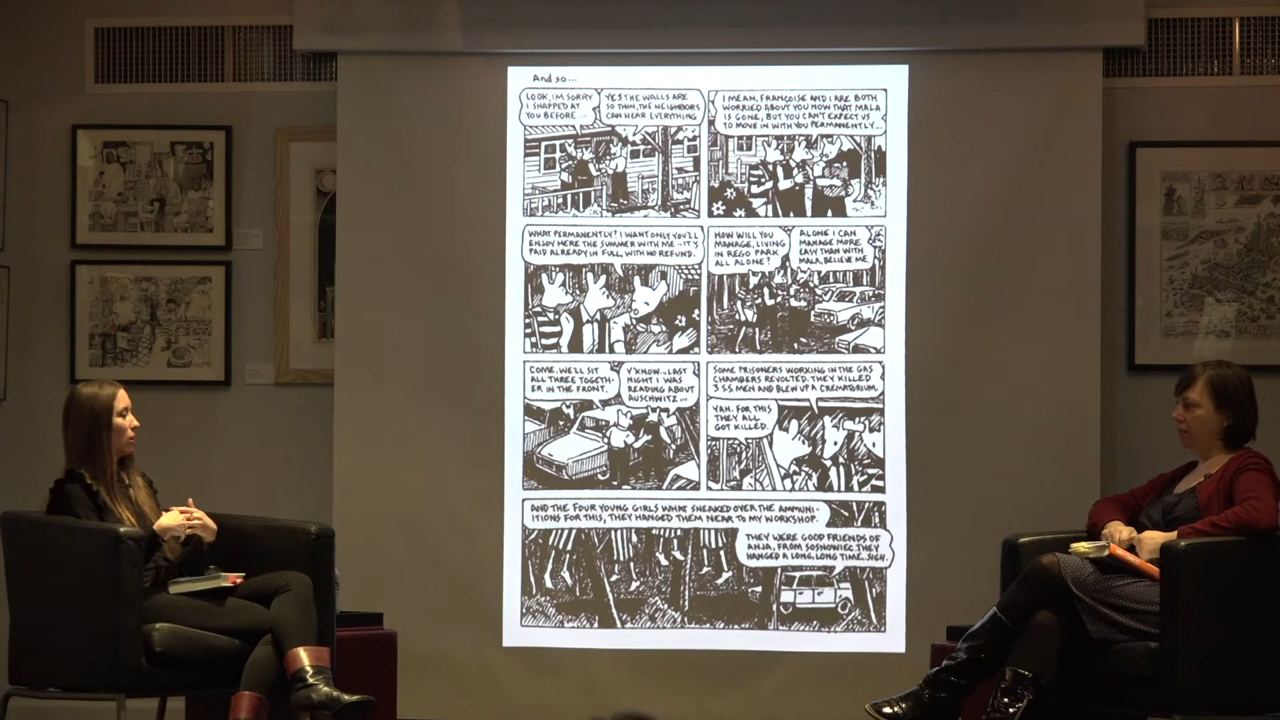 And so...
LOOK, I'M SORRY
I SNAPPED AT
YOU BEFORE...
YES, THE WALLS ARE
SO THIN, THE NEIGHBORS
CAN HEAR EVERYTHING
I MEAN, FRANÇOISE AND I ARE BOTH
WORRIED ABOUT YOU NOW THAT MALA
IS GONE, BUT YOU CAN'T EXPECT US
TO MOVE IN WITH YOU PERMANENTLY...
WHAT PERMANENTLY? I WANT ONLY YOU'LL
ENJOY HERE THE SUMMER WITH ME - IT'S
PAID ALREADY IN FULL, WITH NO REFUND.
HOW WILL YOU
MANAGE, LIVING
IN REGO PARK
ALL ALONE?
ALONE I CAN
MANAGE MORE
EASY THAN WITH
MALA, BELIEVE ME.
COME. WE'LL SIT
ALL THREE TOGETH-
ER IN THE FRONT.
Y'KNOW... LAST
NIGHT I WAS
READING ABOUT
AUSCHWITZ...
SOME PRISONERS WORKING IN THE GAS
CHAMBERS REVOLTED. THEY KILLED
3 S.S. MEN AND BLEW UP A CREMATORIUM.
YAH. FOR THIS
THEY ALL
GOT KILLED.
AND THE FOUR YOUNG GIRLS WHAT SNEAKED OVER THE AMMUNI-
TIONS FOR THIS, THEY HANGED THEM NEAR TO MY WORKSHOP.
THEY WERE GOOD FRIENDS OF
ANJA, FROM SOSNOWIEC. THEY
HANGED A LONG, LONG TIME. SIGH.